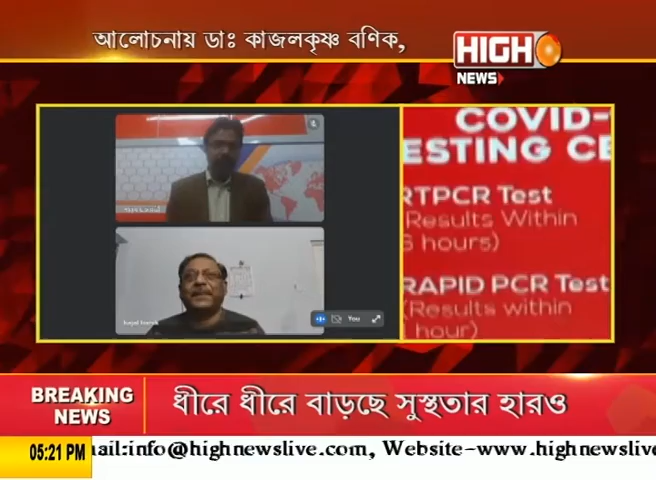 আলোচনায় ডাঃ কাজলকৃষ্ণ বণিক,
HIGH
NEWS
COVID-
ESTING CE
RTPCR Test
(Results Within
6 hours)
RAPID PCR Test
(Results within
hour)
You
BREAKING
NEWS
ধীরে ধীরে বাড়ছে সুস্থতার হারও
05:21 PM
ail:info@highnewslive.com, Website-www.highnewslive